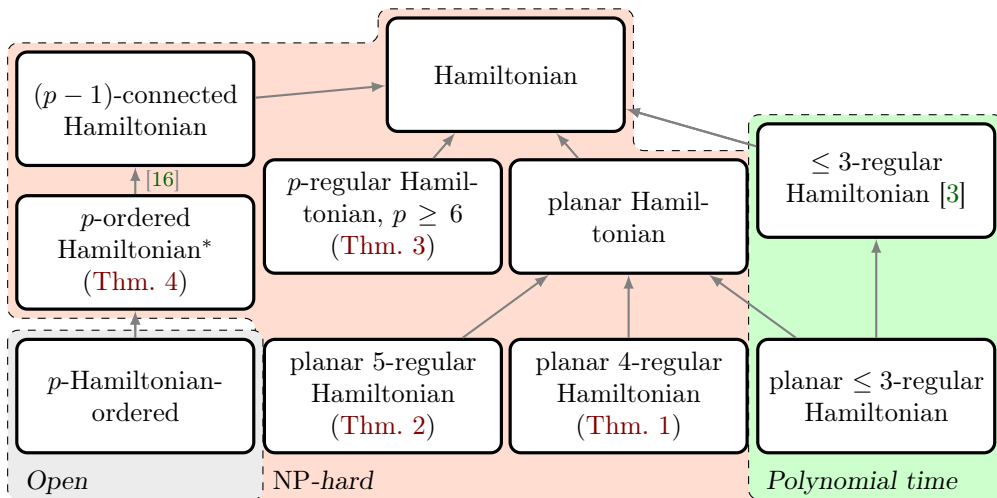 Hamiltonian
(p − 1)-connected
Hamiltonian
≤ 3-regular
Hamiltonian [3]
[16]
p-ordered
Hamiltonian*
(Thm. 4)
p-regular Hamil-
tonian, p ≥ 6
(Thm. 3)
planar Hamil-
tonian
p-Hamiltonian-
ordered
planar 5-regular
Hamiltonian
(Thm. 2)
planar 4-regular
Hamiltonian
(Thm. 1)
planar ≤ 3-regular
Hamiltonian
Open
NP-hard
Polynomial time